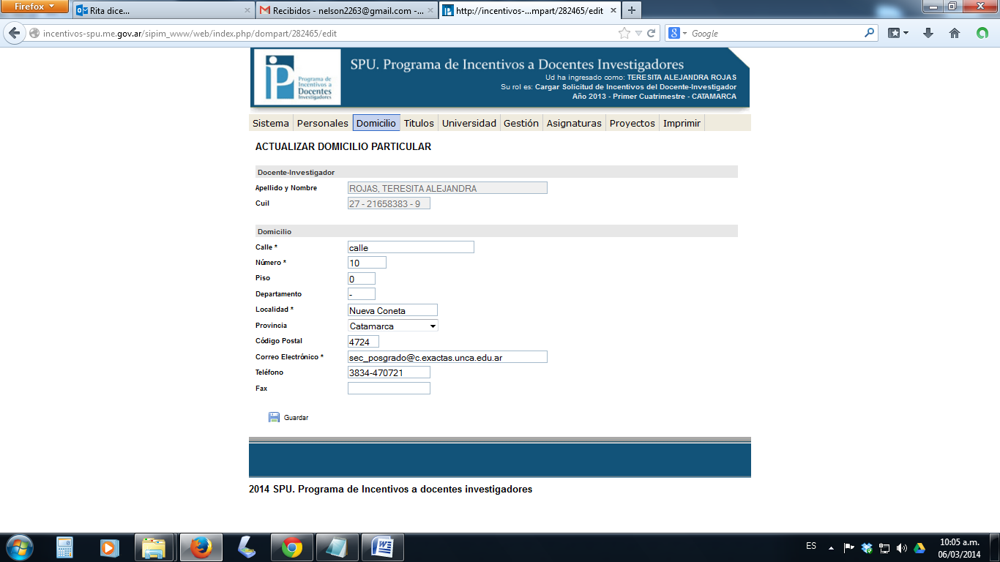 Firefox
Rita dice...
Recibidos - nelson2263@gmail.com -...
http://incentivos-...mpart/282465/edit
incentivos-spu.me.gov.ar/sipim_www/web/index.php/dompart/282465/edit
Google
Programa de
Incentivos a
Docentes
Investigadores
SPU. Programa de Incentivos a Docentes Investigadores
Ud ha ingresado como: TERESITA ALEJANDRA ROJAS
Su rol es: Cargar Solicitud de Incentivos del Docente-Investigador
Año 2013 - Primer Cuatrimestre - CATAMARCA
Sistema Personales Domicilio Titulos Universidad Gestión Asignaturas Proyectos Imprimir
ACTUALIZAR DOMICILIO PARTICULAR
Docente-Investigador
Apellido y Nombre ROJAS, TERESITA ALEJANDRA
Cuil 27 - 21658383 - 9
Domicilio
Calle * calle
Número * 10
Piso 0
Departamento -
Localidad * Nueva Coneta
Provincia Catamarca
Código Postal 4724
Correo Electrónico * sec_posgrado@c.exactas.unca.edu.ar
Teléfono 3834-470721
Fax
Guardar
2014 SPU. Programa de Incentivos a docentes investigadores
ES
10:05 a.m.
06/03/2014